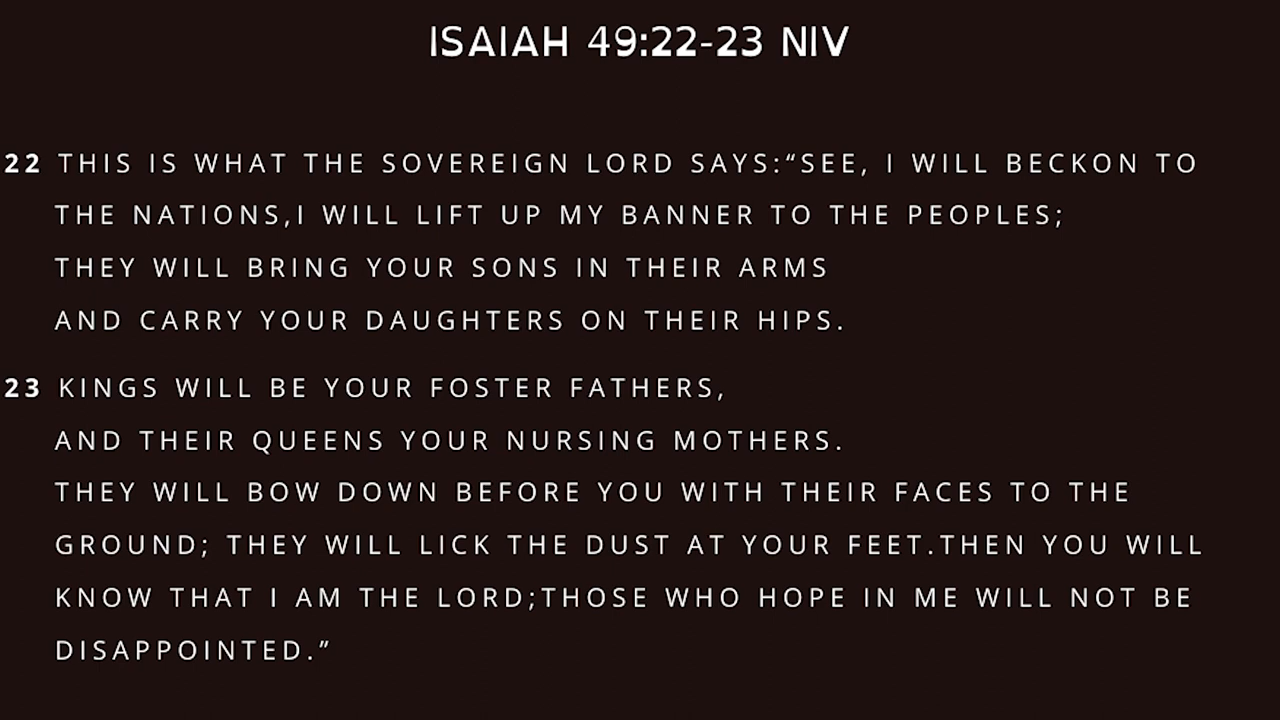 ISAIAH 49:22-23 NIV
22 THIS IS WHAT THE SOVEREIGN LORD SAYS:“SEE, I WILL BECKON TO
THE NATIONS,I WILL LIFT UP MY BANNER TO THE PEOPLES;
THEY WILL BRING YOUR SONS IN THEIR ARMS
AND CARRY YOUR DAUGHTERS ON THEIR HIPS.
23 KINGS WILL BE YOUR FOSTER FATHERS,
AND THEIR QUEENS YOUR NURSING MOTHERS.
THEY WILL BOW DOWN BEFORE YOU WITH THEIR FACES TO THE
GROUND; THEY WILL LICK THE DUST AT YOUR FEET.THEN YOU WILL
KNOW THAT I AM THE LORD;THOSE WHO HOPE IN ME WILL NOT BE
DISAPPOINTED.”